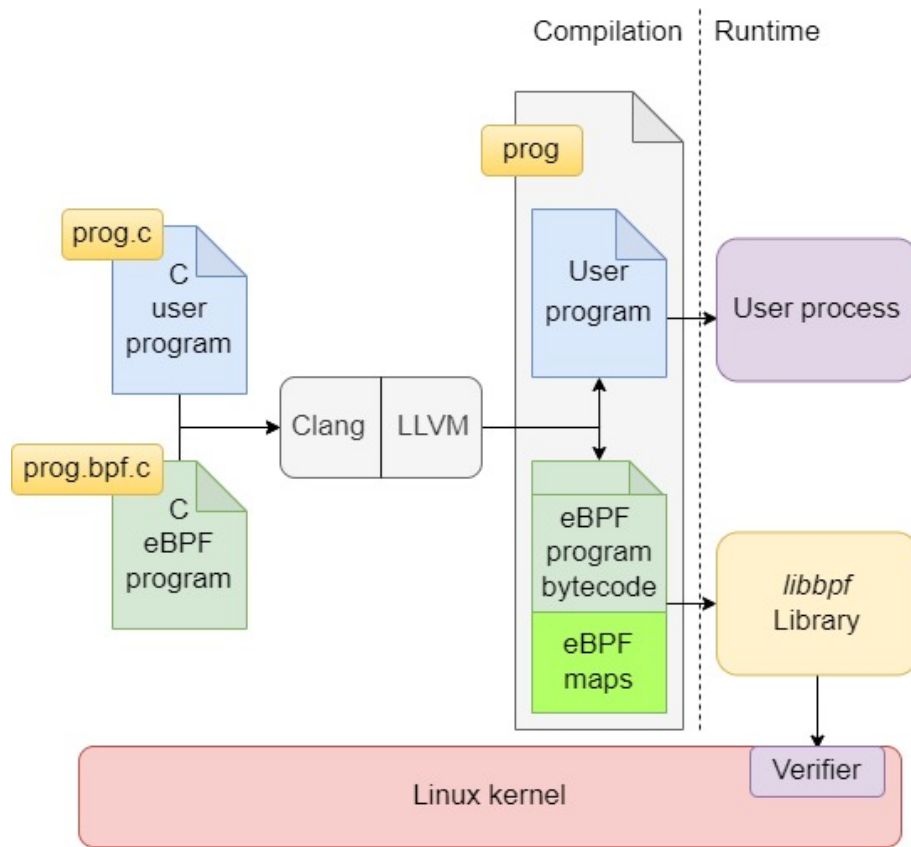 Compilation
Runtime
prog
prog.c
C
user
program
User
program
User process
Clang
LLVM
prog.bpf.c
C
eBPF
program
eBPF
program
bytecode
eBPF
maps
libbpf
Library
Verifier
Linux kernel